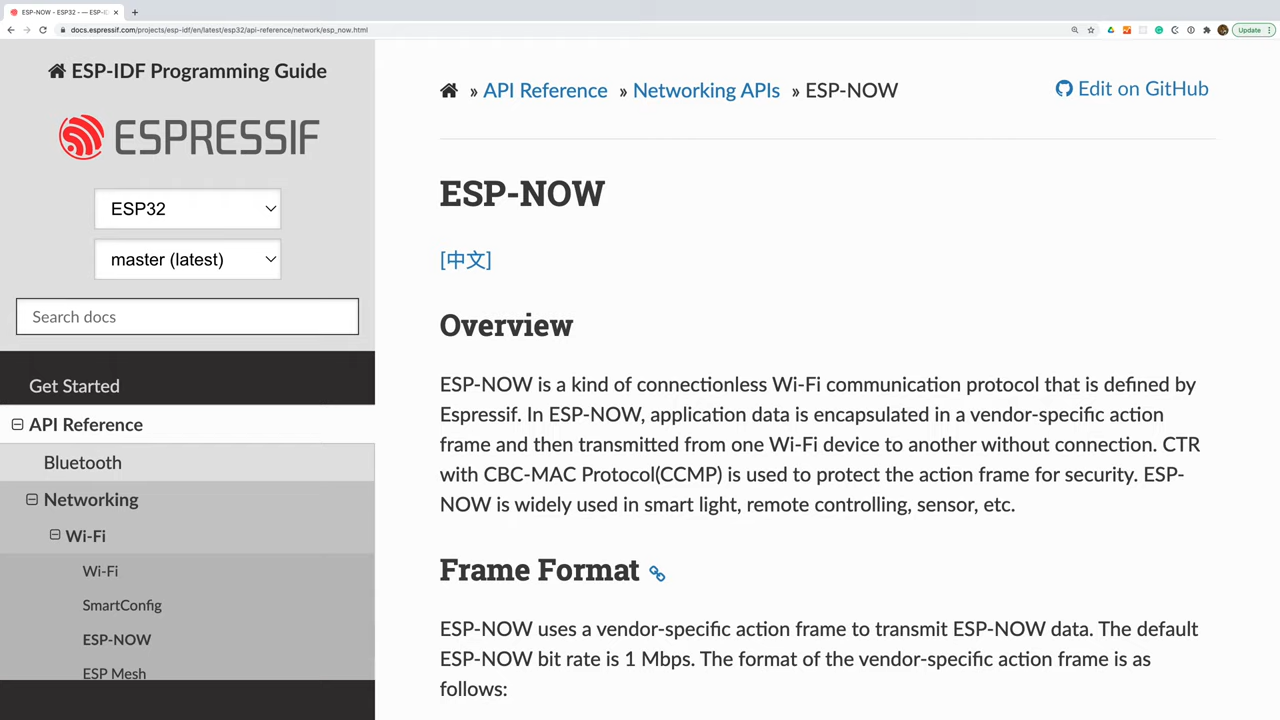 ESP-NOW - ESP32 - — ESP-I
docs.espressif.com/projects/esp-idf/en/latest/esp32/api-reference/network/esp_now.html
Update
ESP-IDF Programming Guide
ESPRESSIF
ESP32
master (latest)
Search docs
Get Started
API Reference
Bluetooth
Networking
Wi-Fi
Wi-Fi
SmartConfig
ESP-NOW
ESP Mesh
» API Reference » Networking APIs » ESP-NOW
Edit on GitHub
ESP-NOW
[中文]
Overview
ESP-NOW is a kind of connectionless Wi-Fi communication protocol that is defined by
Espressif. In ESP-NOW, application data is encapsulated in a vendor-specific action
frame and then transmitted from one Wi-Fi device to another without connection. CTR
with CBC-MAC Protocol(CCMP) is used to protect the action frame for security. ESP-
NOW is widely used in smart light, remote controlling, sensor, etc.
Frame Format
ESP-NOW uses a vendor-specific action frame to transmit ESP-NOW data. The default
ESP-NOW bit rate is 1 Mbps. The format of the vendor-specific action frame is as
follows: